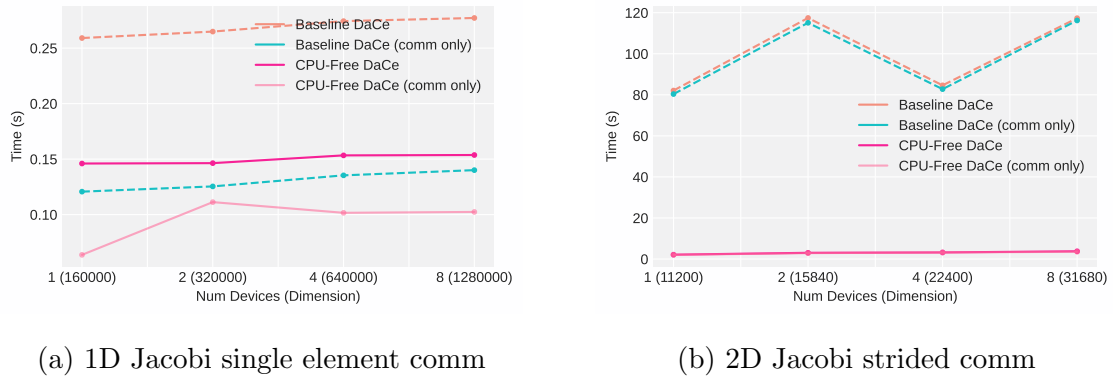 Time (s)
0.25
0.20
0.15
0.10
Baseline DaCe
Baseline DaCe (comm only)
CPU-Free DaCe
CPU-Free DaCe (comm only)
1 (160000)
2 (320000)
4 (640000)
8 (1280000)
Num Devices (Dimension)
(a) 1D Jacobi single element comm
Time (s)
120
100
80
60
40
20
0
Baseline DaCe
Baseline DaCe (comm only)
CPU-Free DaCe
CPU-Free DaCe (comm only)
1 (11200)
2 (15840)
4 (22400)
8 (31680)
Num Devices (Dimension)
(b) 2D Jacobi strided comm